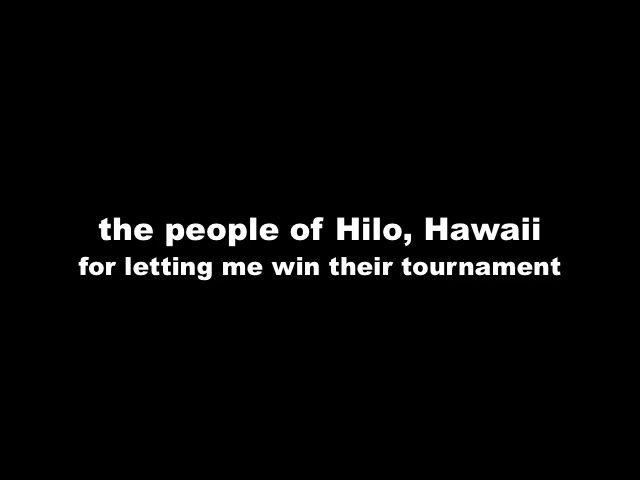 the people of Hilo, Hawaii
for letting me win their tournament